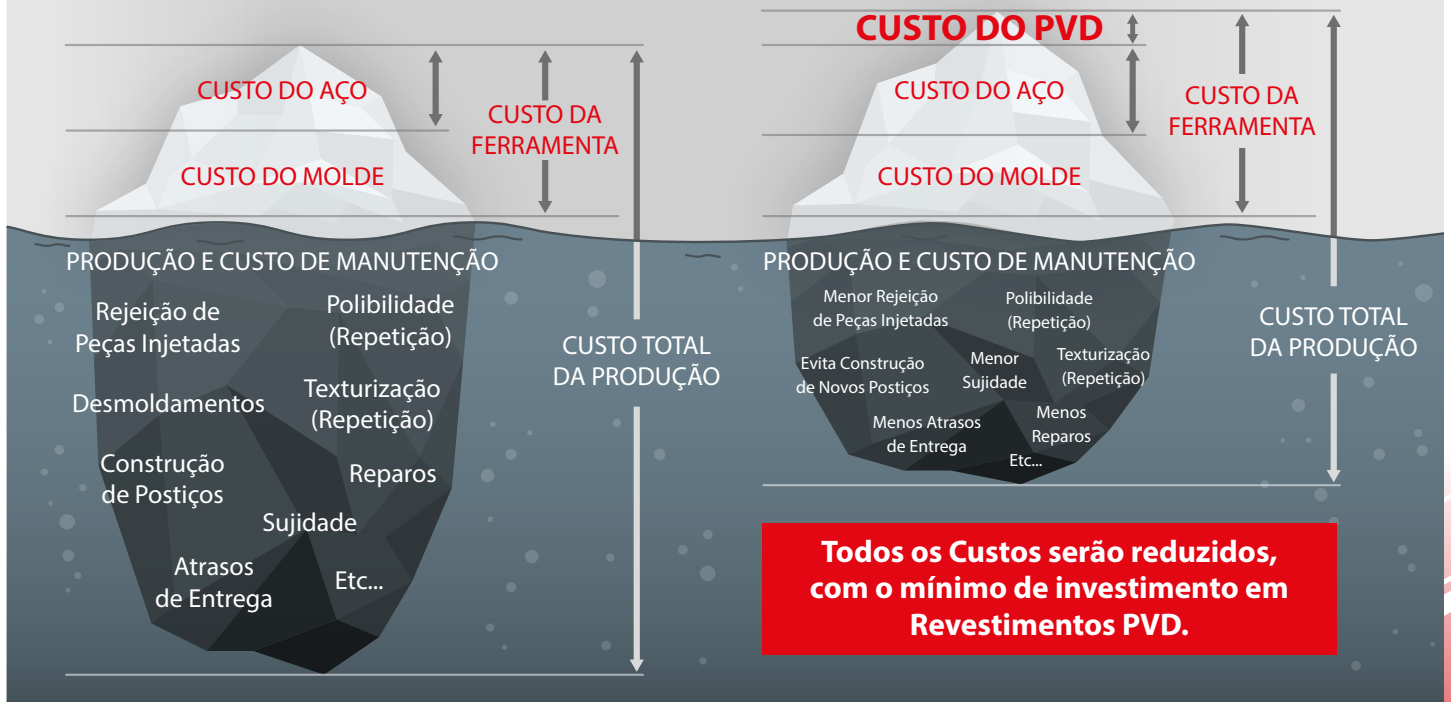 CUSTO DO AÇO
CUSTO DA
FERRAMENTA
CUSTO DO MOLDE
PRODUÇÃO E CUSTO DE MANUTENÇÃO
Rejeição de
Peças Injetadas
Polibilidade
(Repetição)
Desmoldamentos
Texturização
(Repetição)
Construção
de Postiços
Reparos
Sujidade
Atrasos
de Entrega
Etc...
CUSTO TOTAL
DA PRODUÇÃO
CUSTO DO PVD
CUSTO DO AÇO
CUSTO DA
FERRAMENTA
CUSTO DO MOLDE
PRODUÇÃO E CUSTO DE MANUTENÇÃO
Menor Rejeição
de Peças Injetadas
Polibilidade
(Repetição)
Evita Construção
de Novos Postiços
Menor
Sujidade
Texturização
(Repetição)
Menos Atrasos
de Entrega
Menos
Reparos
Etc...
CUSTO TOTAL
DA PRODUÇÃO
Todos os Custos serão reduzidos,
com o mínimo de investimento em
Revestimentos PVD.